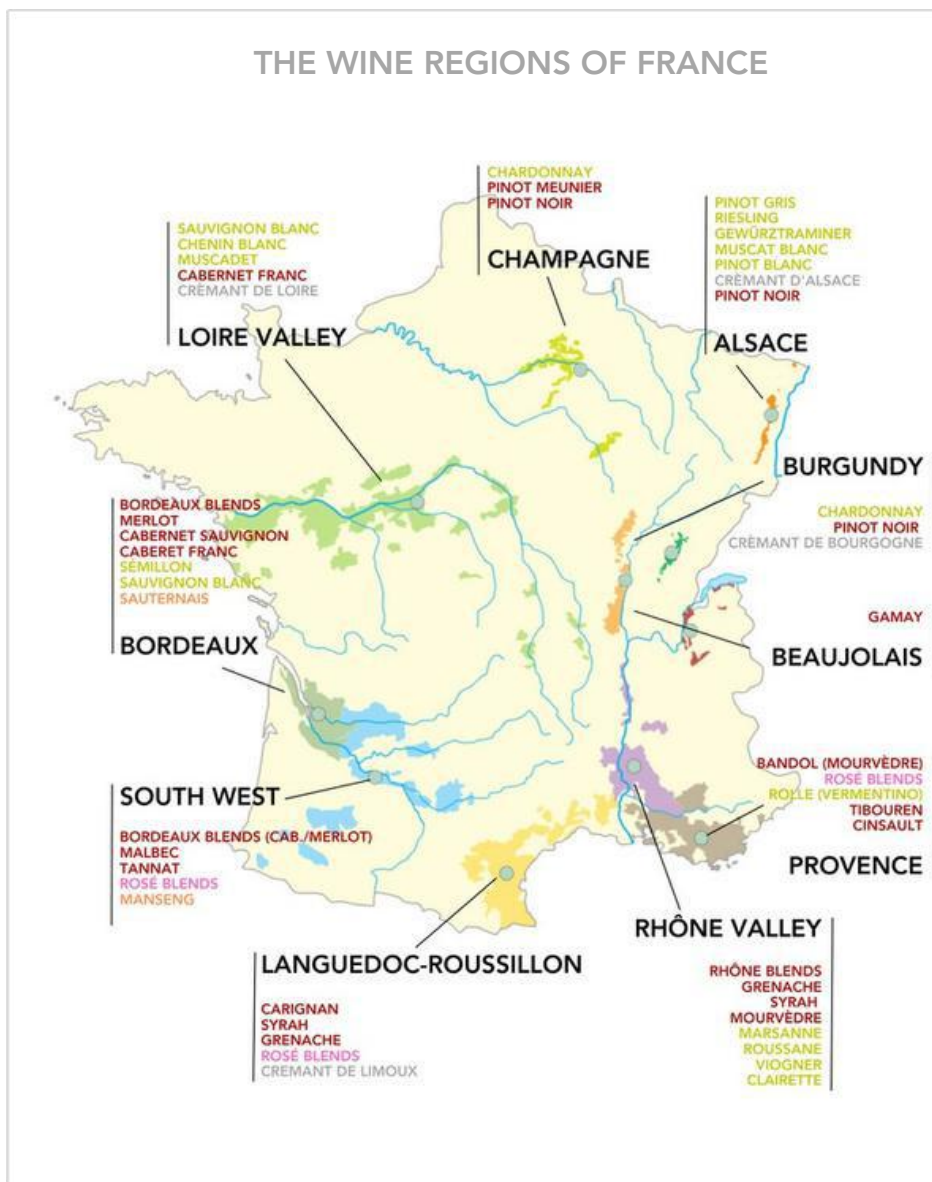 THE WINE REGIONS OF FRANCE
CHARDONNAY
PINOT MEUNIER
PINOT NOIR
CHAMPAGNE
PINOT GRIS
RIESLING
GEWÜRZTRAMINER
MUSCAT BLANC
PINOT BLANC
CRÈMANT D'ALSACE
PINOT NOIR
ALSACE
SAUVIGNON BLANC
CHENIN BLANC
MUSCADET
CABERNET FRANC
CRÈMANT DE LOIRE
LOIRE VALLEY
BURGUNDY
CHARDONNAY
PINOT NOIR
CRÈMANT DE BOURGOGNE
BORDEAUX BLENDS
MERLOT
CABERNET SAUVIGNON
CABERET FRANC
SÉMILLON
SAUVIGNON BLANC
SAUTERNAIS
BORDEAUX
GAMAY
BEAUJOLAIS
SOUTH WEST
BORDEAUX BLENDS (CAB./MERLOT)
MALBEC
TANNAT
ROSÉ BLENDS
MANSENG
BANDOL (MOURVÈDRE)
ROSÉ BLENDS
ROLLE (VERMENTINO)
TIBOUREN
CINSAULT
PROVENCE
LANGUEDOC-ROUSSILLON
CARIGNAN
SYRAH
GRENACHE
ROSÉ BLENDS
CREMANT DE LIMOUX
RHÔNE VALLEY
RHÔNE BLENDS
GRENACHE
SYRAH
MOURVÈDRE
MARSANNE
ROUSSANE
VIOGNER
CLAIRETTE